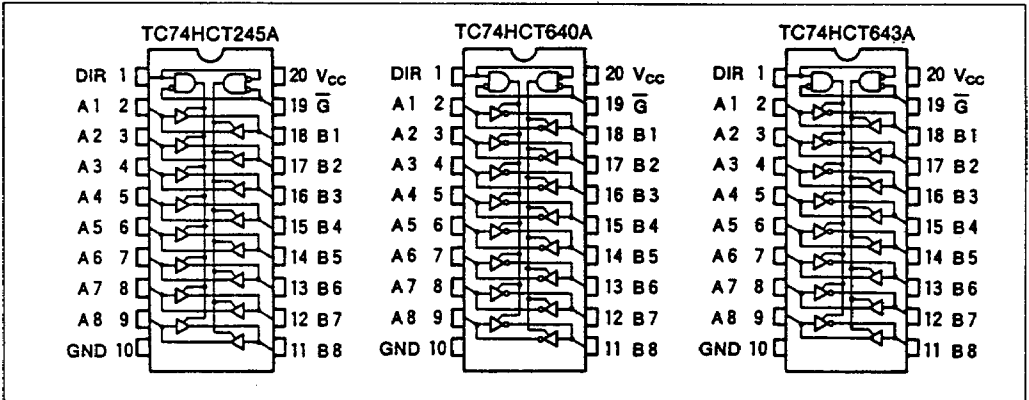 TC74HCT245A
DIR 1 20 VCC
A1 2 19 G̅
A2 3 18 B1
A3 4 17 B2
A4 5 16 B3
A5 6 15 B4
A6 7 14 B5
A7 8 13 B6
A8 9 12 B7
GND 10 11 B8
TC74HCT640A
DIR 1 20 VCC
A1 2 19 G̅
A2 3 18 B1
A3 4 17 B2
A4 5 16 B3
A5 6 15 B4
A6 7 14 B5
A7 8 13 B6
A8 9 12 B7
GND 10 11 B8
TC74HCT643A
DIR 1 20 VCC
A1 2 19 G̅
A2 3 18 B1
A3 4 17 B2
A4 5 16 B3
A5 6 15 B4
A6 7 14 B5
A7 8 13 B6
A8 9 12 B7
GND 10 11 B8